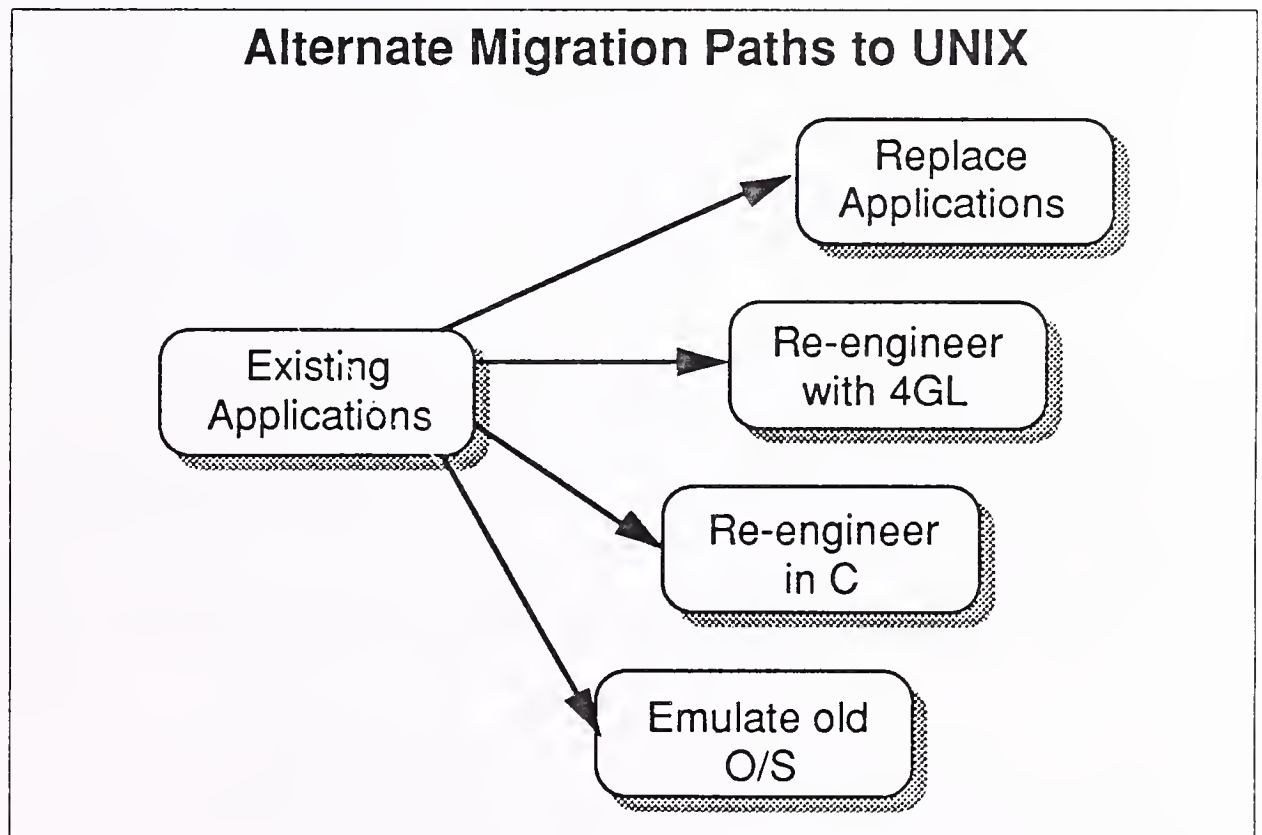 Alternate Migration Paths to UNIX
Replace
Applications
Existing
Applications
Re-engineer
with 4GL
Re-engineer
in C
Emulate old
O/S